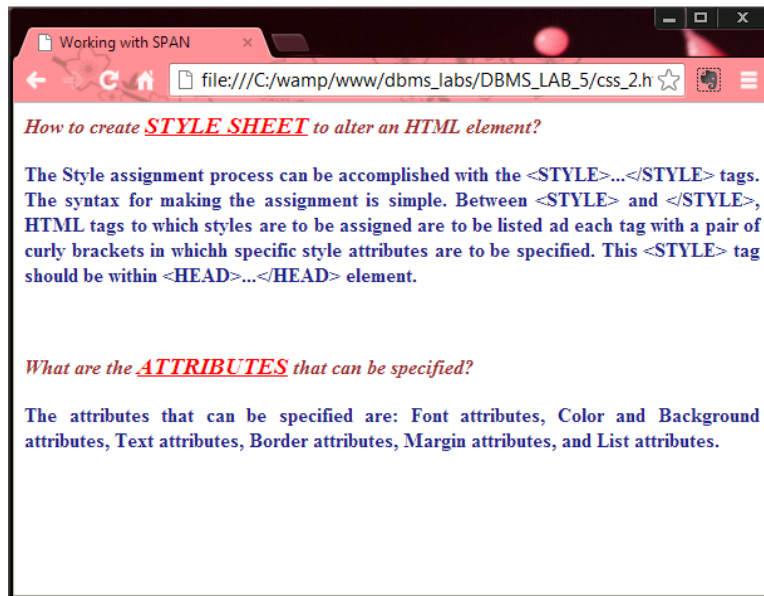 Working with SPAN
file:///C:/wamp/www/dbms_labs/DBMS_LAB_5/css_2.h
How to create STYLE SHEET to alter an HTML element?
The Style assignment process can be accomplished with the <STYLE>...</STYLE> tags.
The syntax for making the assignment is simple. Between <STYLE> and </STYLE>,
HTML tags to which styles are to be assigned are to be listed ad each tag with a pair of
curly brackets in whichh specific style attributes are to be specified. This <STYLE> tag
should be within <HEAD>...</HEAD> element.
What are the ATTRIBUTES that can be specified?
The attributes that can be specified are: Font attributes, Color and Background
attributes, Text attributes, Border attributes, Margin attributes, and List attributes.